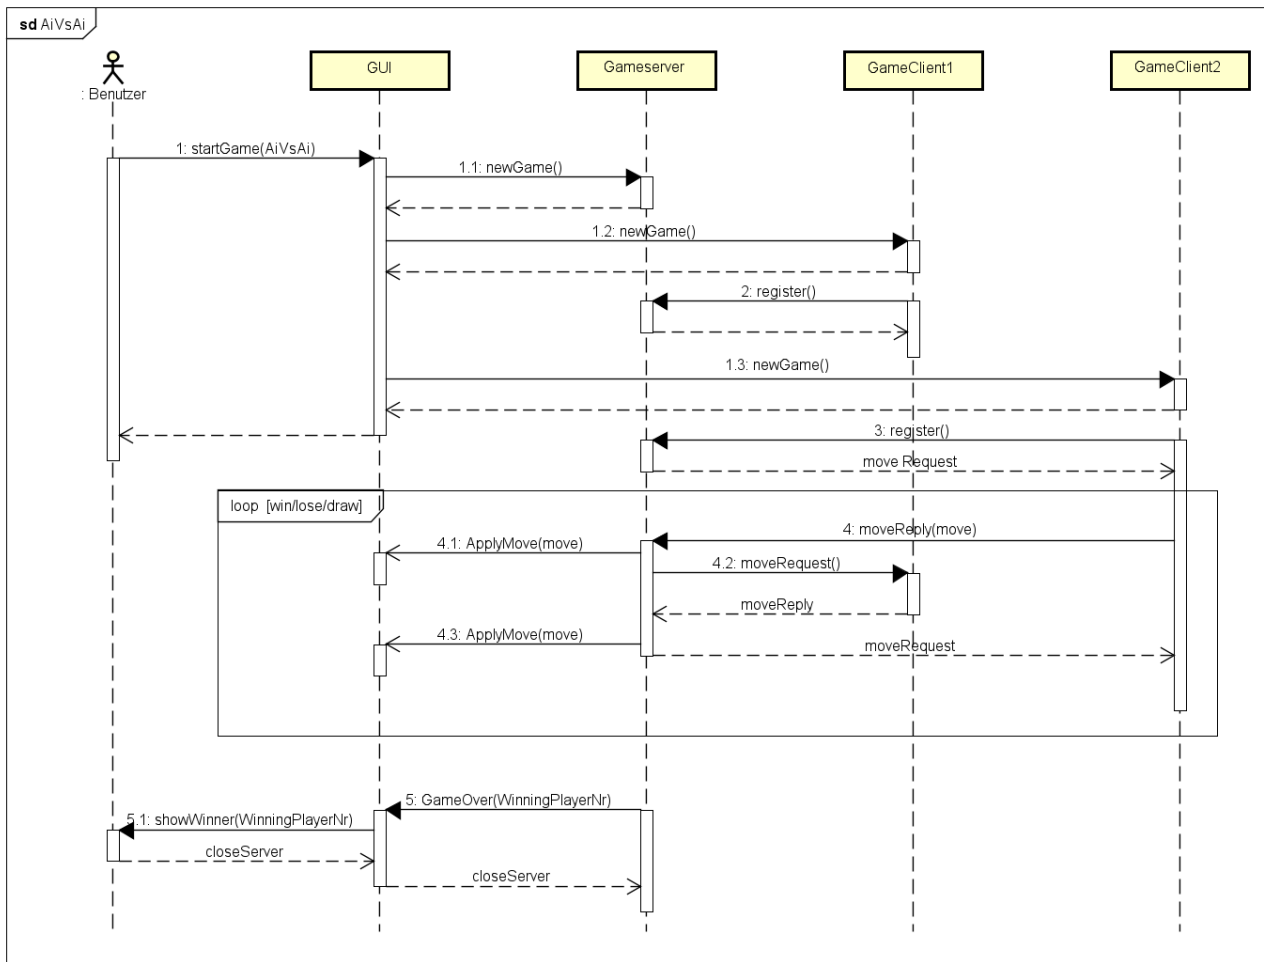 sd AiVsAi
: Benutzer
GUI
Gameserver
GameClient1
GameClient2
1: startGame(AiVsAi)
1.1: newGame()
1.2: newGame()
2: register()
1.3: newGame()
3: register()
move Request
loop [win/lose/draw]
4: moveReply(move)
4.1: ApplyMove(move)
4.2: moveRequest()
moveReply
4.3: ApplyMove(move)
moveRequest
5: GameOver(WinningPlayerNr)
5.1: showWinner(WinningPlayerNr)
closeServer
closeServer